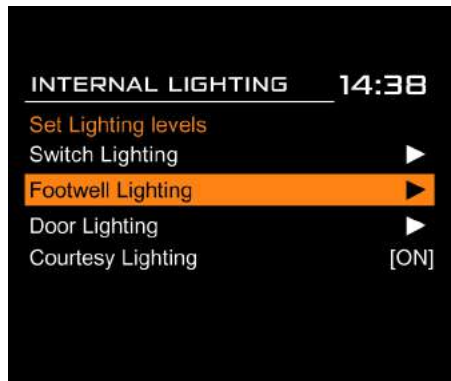 INTERNAL LIGHTING 14:38
Set Lighting levels
Switch Lighting
Footwell Lighting
Door Lighting
Courtesy Lighting [ON]